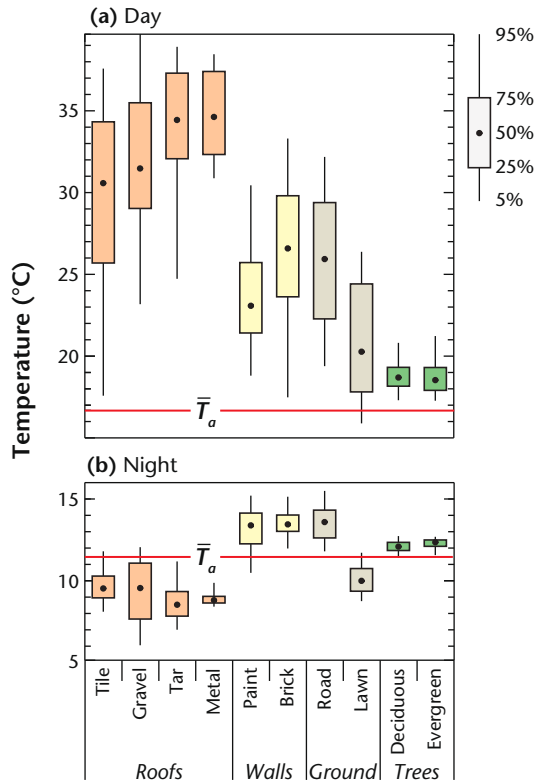 (a) Day
95%
75%
50%
25%
5%
Temperature (°C)
35
30
25
20
T̅a
(b) Night
15
10
5
T̅a
Tile
Gravel
Tar
Metal
Paint
Brick
Road
Lawn
Deciduous
Evergreen
Roofs
Walls
Ground
Trees